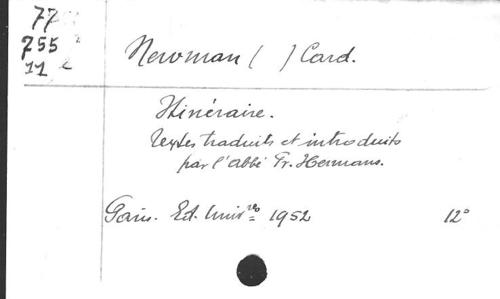 77
755
11
Newman ( ) Card.
Itinéraire.
Textes traduits et introduits
par l'Abbé Fr. Hermans.
Paris. Ed. Univ.res 1952 12°